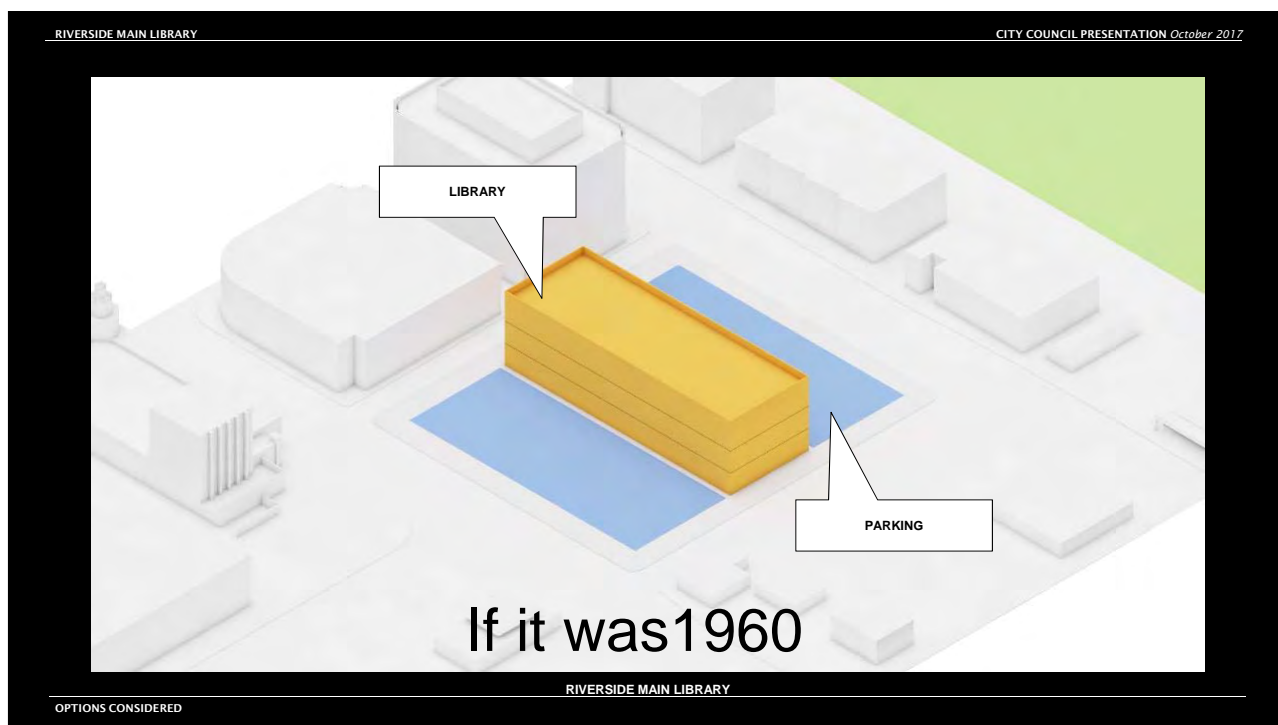 RIVERSIDE MAIN LIBRARY
CITY COUNCIL PRESENTATION October 2017
LIBRARY
PARKING
If it was1960
RIVERSIDE MAIN LIBRARY
OPTIONS CONSIDERED